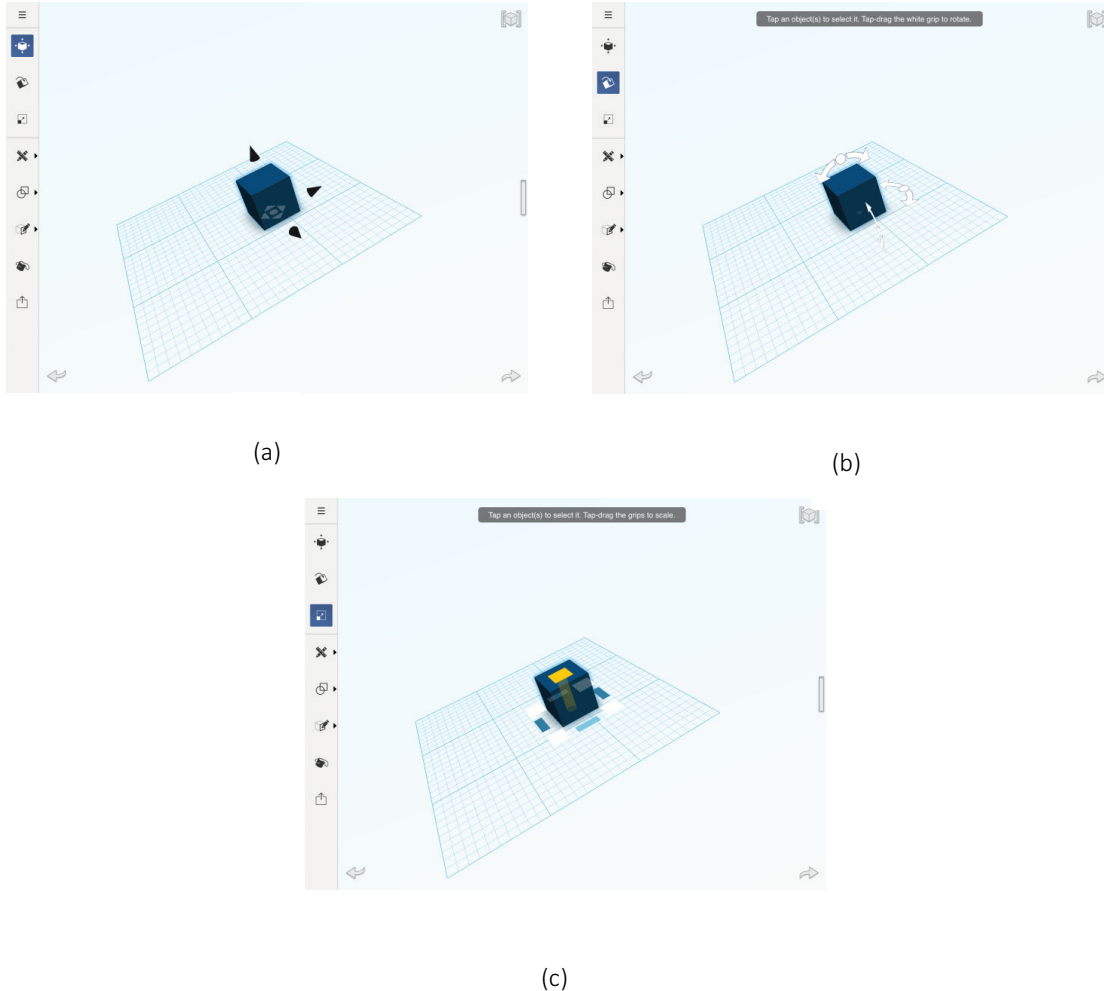 Tap an object(s) to select it. Tap-drag the white grip to rotate.
(a)
(b)
Tap an object(s) to select it. Tap-drag the grips to scale.
(c)